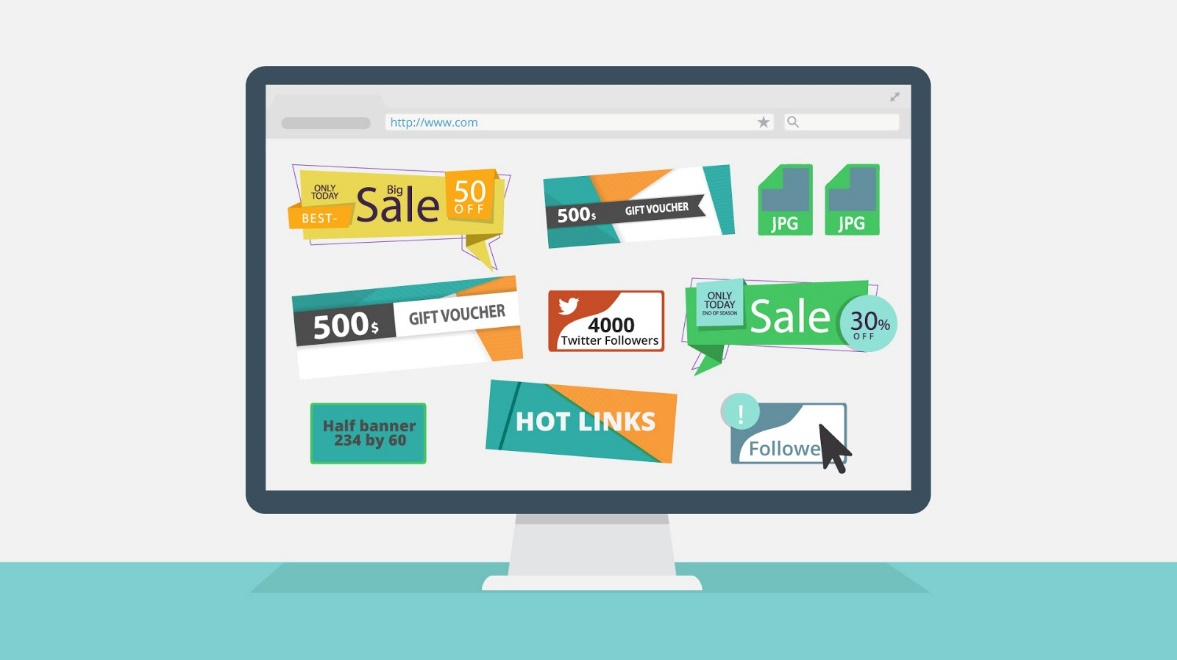 http://www.com
ONLY
TODAY
BEST-
Big
Sale
50
OFF
500$
GIFT VOUCHER
JPG
JPG
500$
GIFT VOUCHER
4000
Twitter Followers
ONLY
TODAY
END OF SEASON
Sale
30%
OFF
Half banner
234 by 60
HOT LINKS
!
Followe